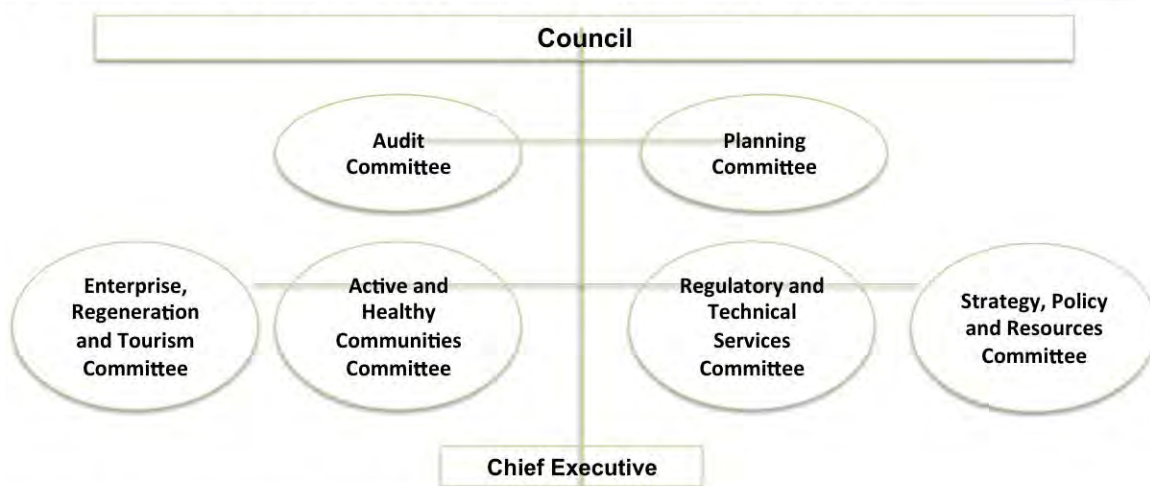 Council
Audit
Committee
Planning
Committee
Enterprise,
Regeneration
and Tourism
Committee
Active and
Healthy
Communities
Committee
Regulatory and
Technical
Services
Committee
Strategy, Policy
and Resources
Committee
Chief Executive